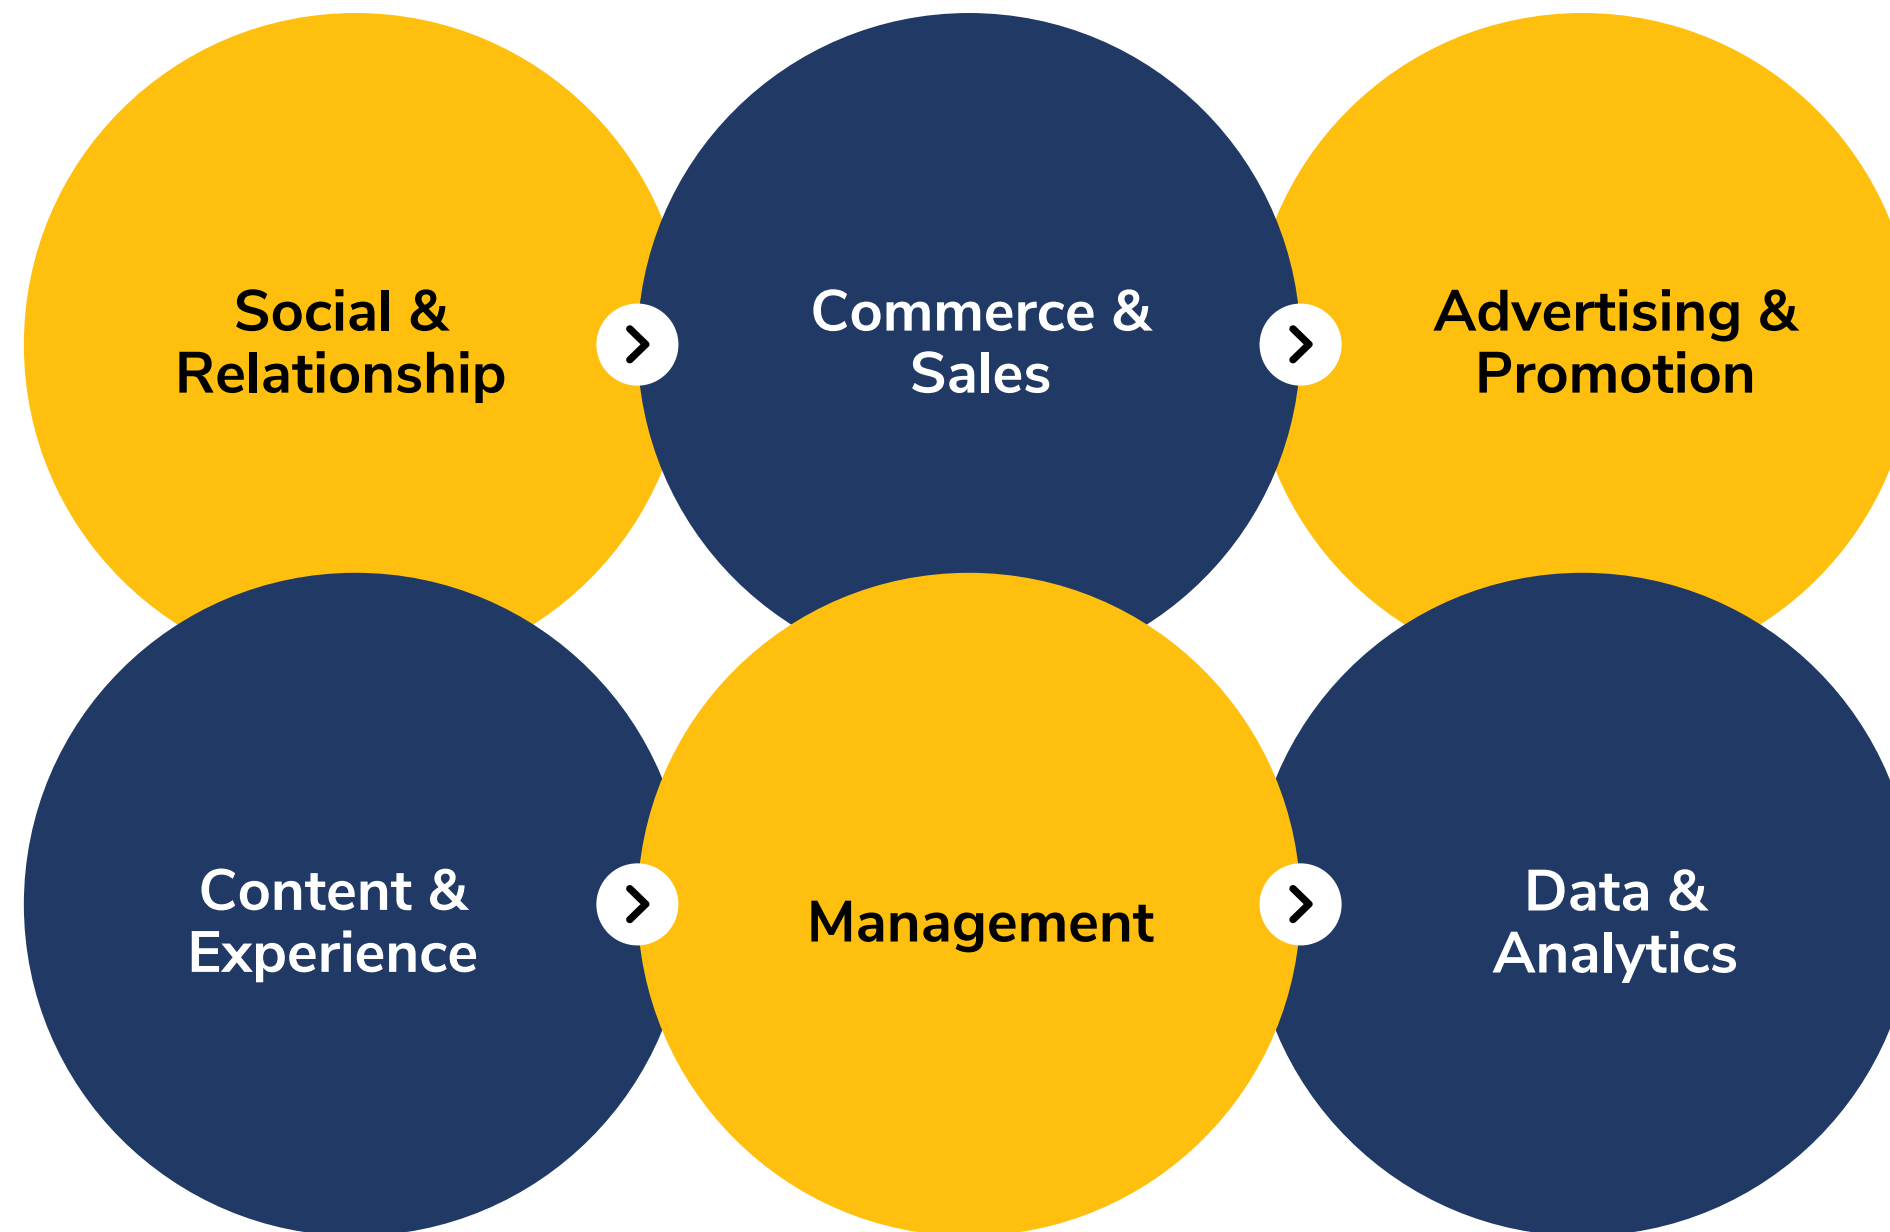 Social &
Relationship
Commerce &
Sales
Advertising &
Promotion
Content &
Experience
Management
Data &
Analytics